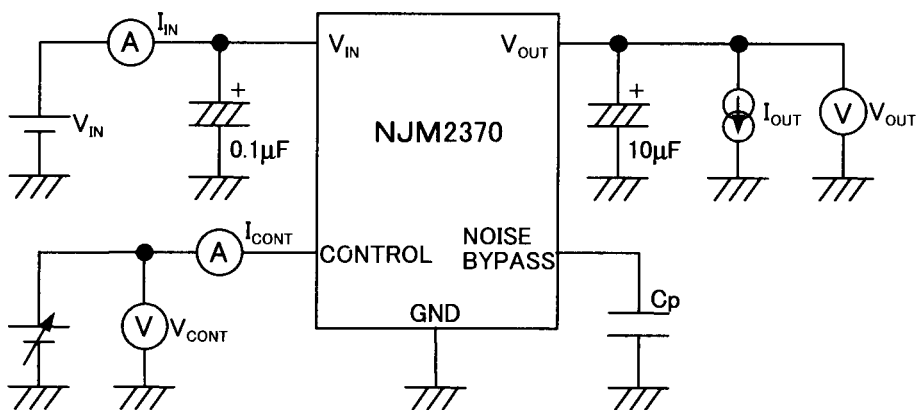 A
I_IN
V_IN
+
0.1μF
V_IN
V_OUT
NJM2370
+
10μF
I_OUT
V
V_OUT
I_CONT
A
V
V_CONT
CONTROL
NOISE
BYPASS
GND
Cp